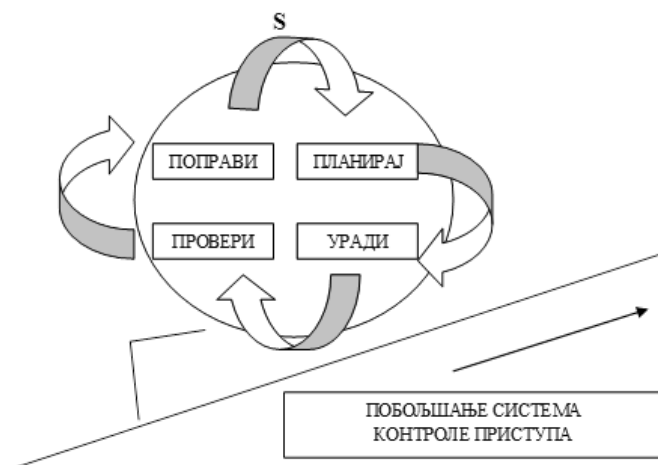 S
ПОПРАВИ
ПЛАНИРАЈ
ПРОВЕРИ
УРАДИ
ПОБОЉШАЊЕ СИСТЕМА
КОНТРОЛЕ ПРИСТУПА